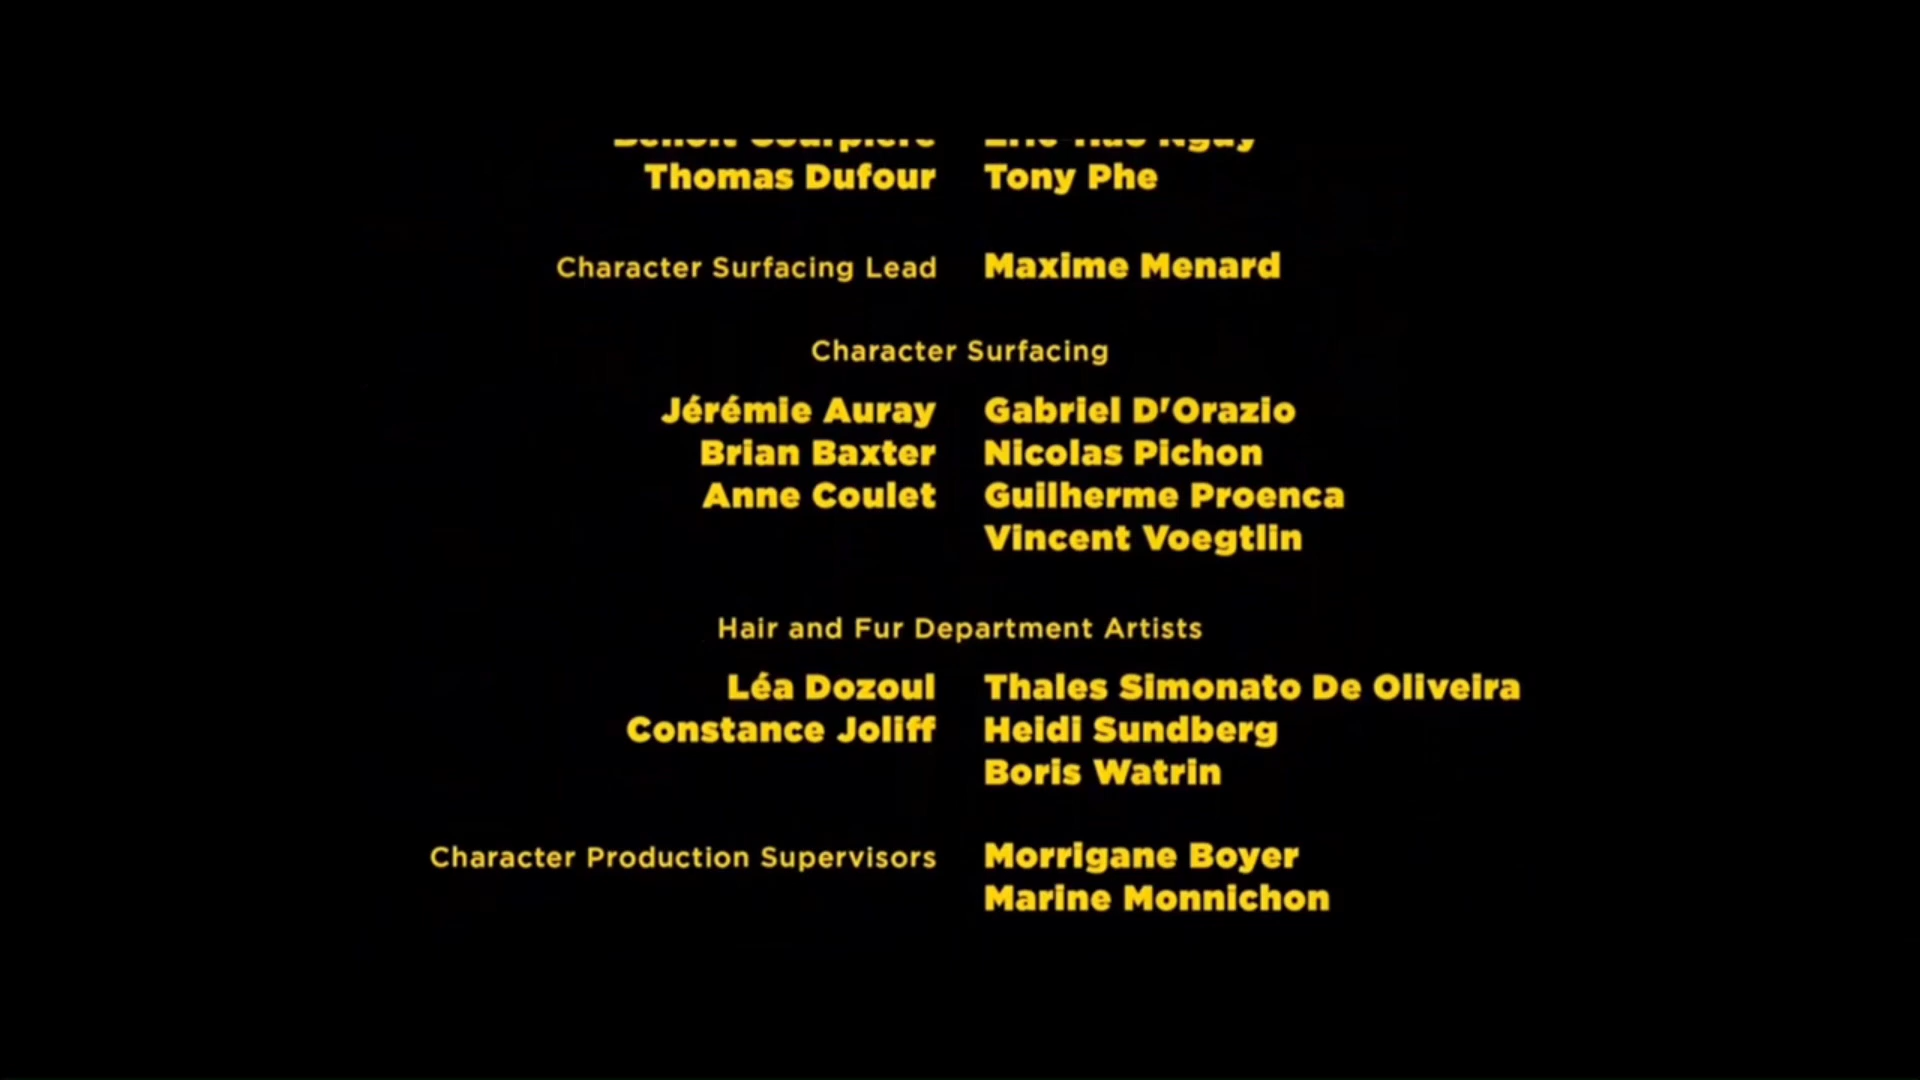 Thomas Dufour Tony Phe
Character Surfacing Lead Maxime Menard
Character Surfacing
Jérémie Auray Gabriel D'Orazio
Brian Baxter Nicolas Pichon
Anne Coulet Guilherme Proenca
Vincent Voegtlin
Hair and Fur Department Artists
Léa Dozoul Thales Simonato De Oliveira
Constance Joliff Heidi Sundberg
Boris Watrin
Character Production Supervisors Morrigane Boyer
Marine Monnichon